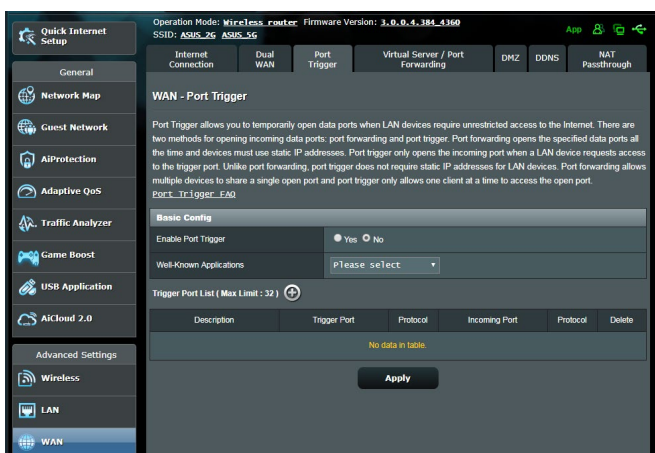 Operation Mode: Wireless router Firmware Version: 3.0.0.4.384_4360
SSID: ASUS_2G ASUS_5G
App
Quick Internet
Setup
General
Network Map
Guest Network
AiProtection
Adaptive QoS
Traffic Analyzer
Game Boost
USB Application
AiCloud 2.0
Advanced Settings
Wireless
LAN
WAN
Internet
Connection
Dual
WAN
Port
Trigger
Virtual Server / Port
Forwarding
DMZ
DDNS
NAT
Passthrough
WAN - Port Trigger
Port Trigger allows you to temporarily open data ports when LAN devices require unrestricted access to the Internet. There are
two methods for opening incoming data ports: port forwarding and port trigger. Port forwarding opens the specified data ports all
the time and devices must use static IP addresses. Port trigger only opens the incoming port when a LAN device requests access
to the trigger port. Unlike port forwarding, port trigger does not require static IP addresses for LAN devices. Port forwarding allows
multiple devices to share a single open port and port trigger only allows one client at a time to access the open port.
Port Trigger FAQ
Basic Config
Enable Port Trigger Yes No
Well-Known Applications Please select
Trigger Port List ( Max Limit : 32 )
Description Trigger Port Protocol Incoming Port Protocol Delete
No data in table.
Apply